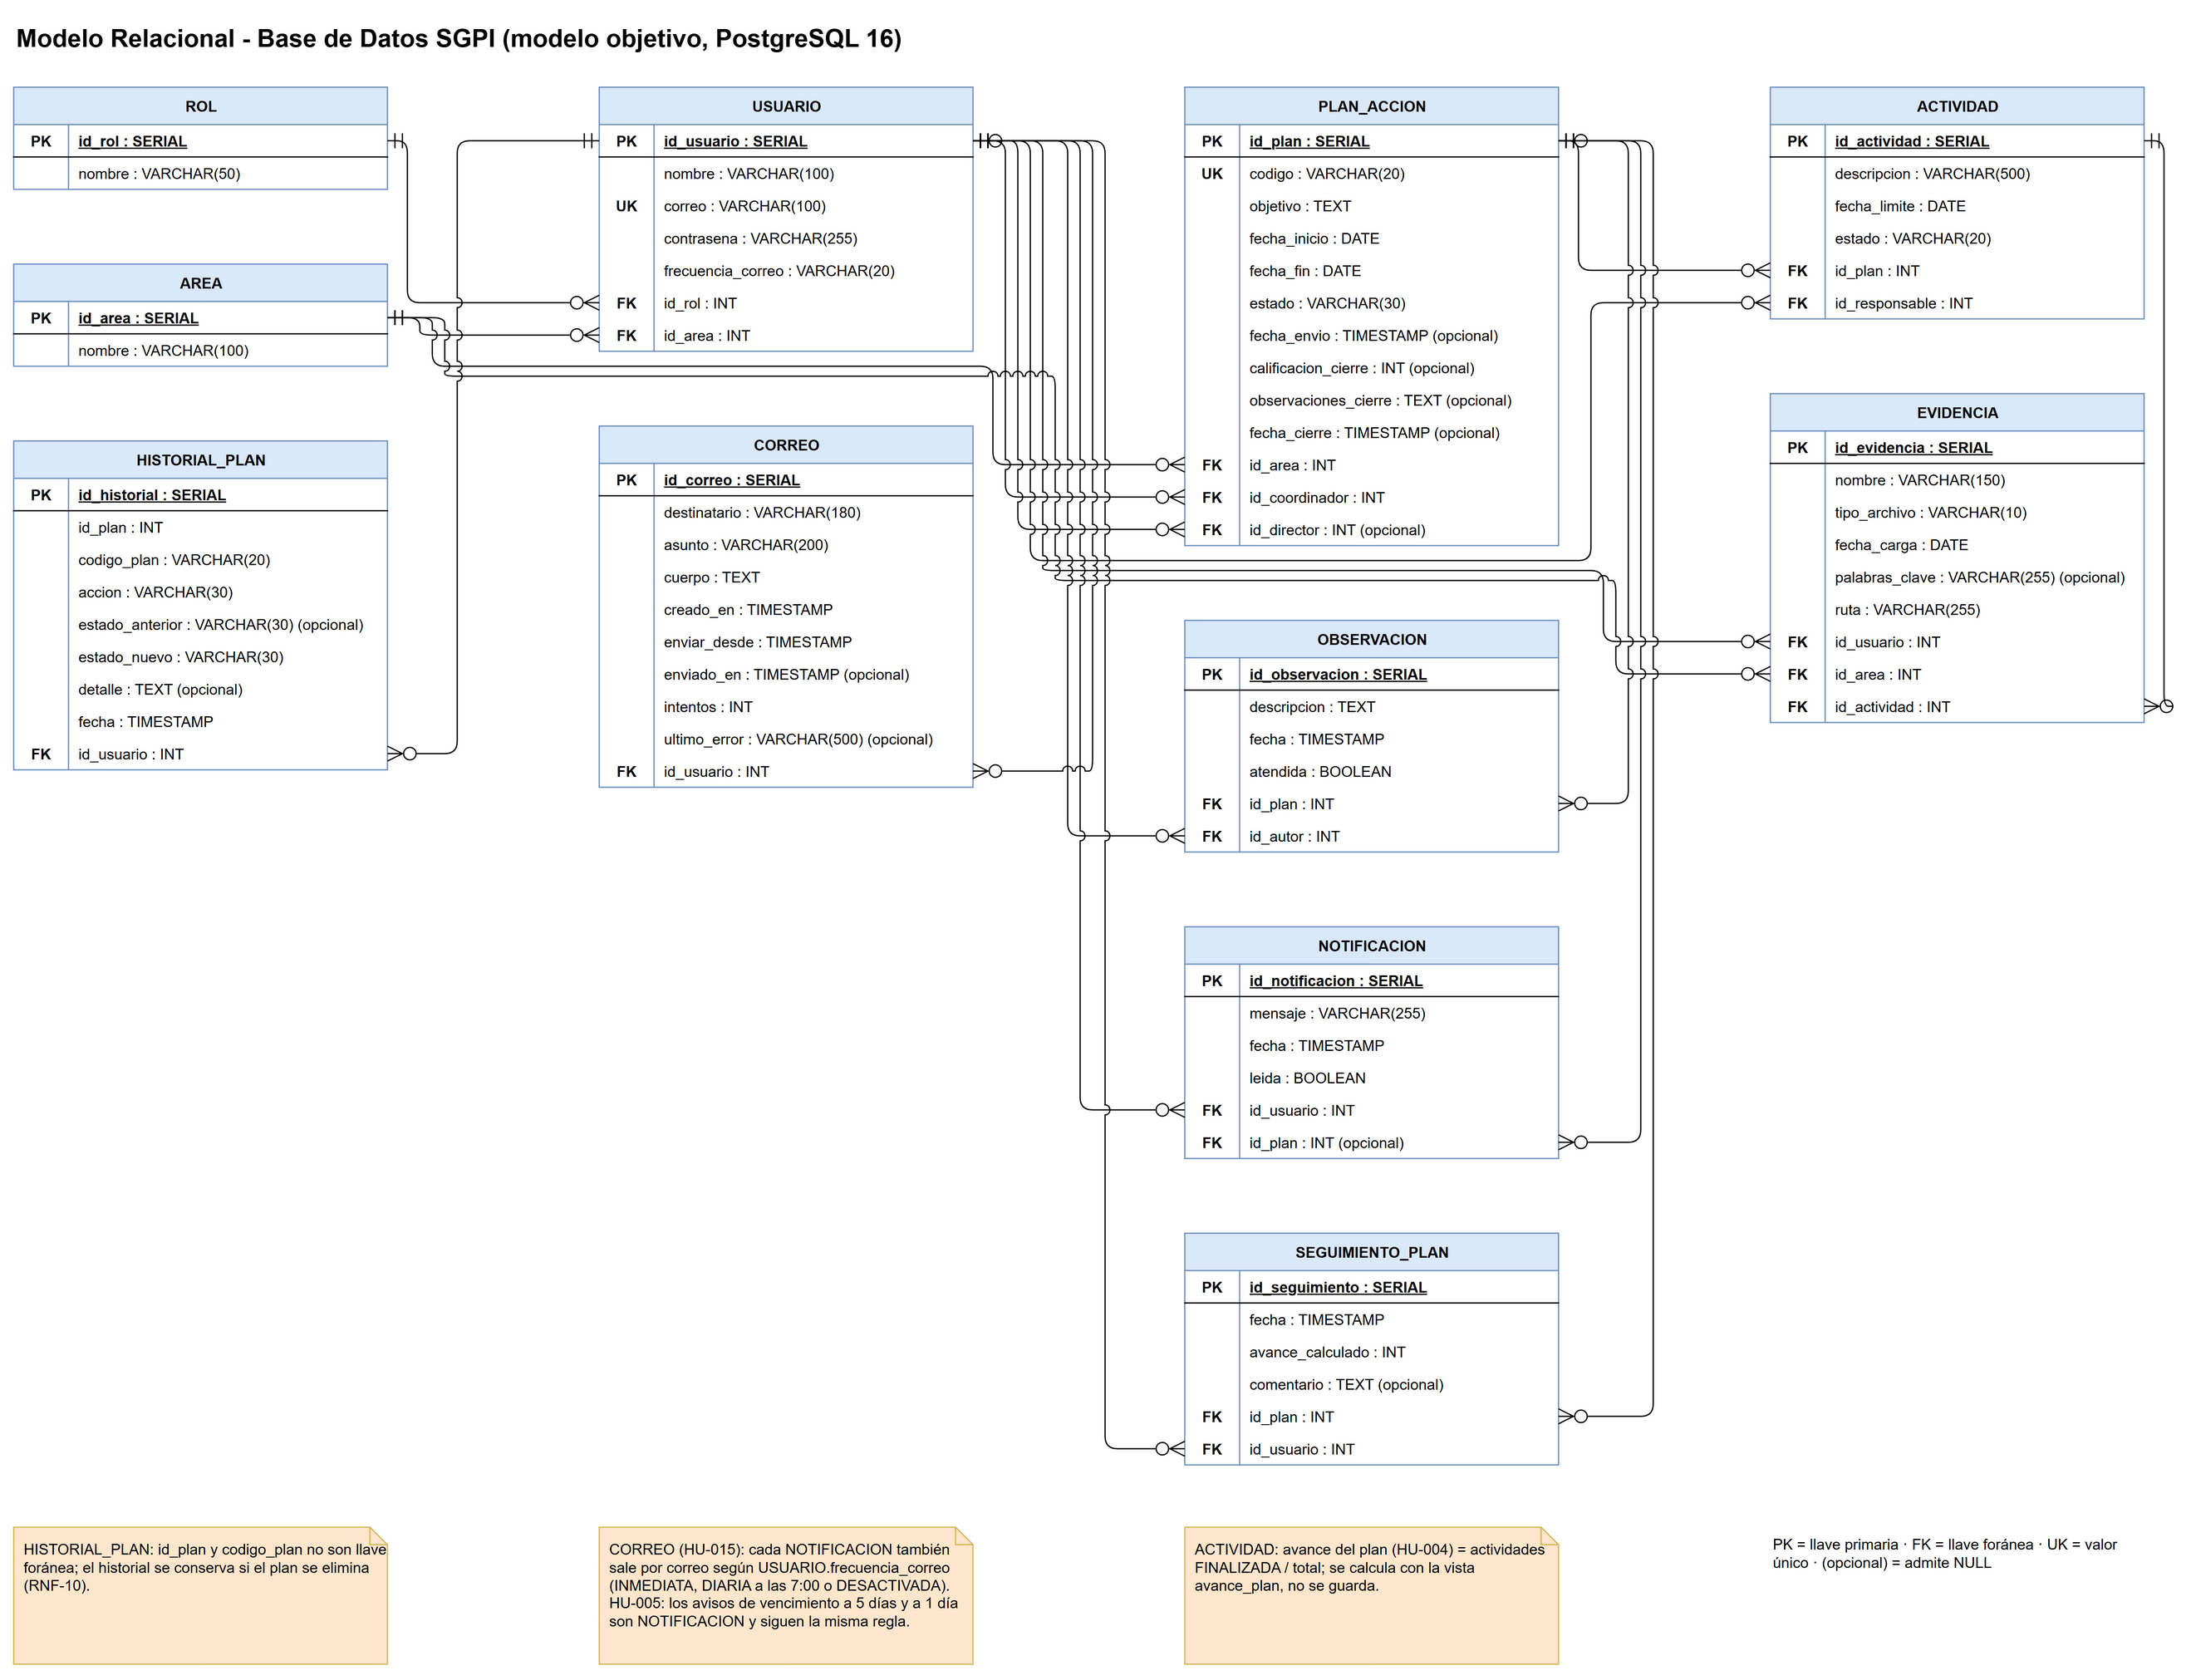 Modelo Relacional - Base de Datos SGPI (modelo objetivo, PostgreSQL 16)
ROL
PK id_rol : SERIAL
nombre : VARCHAR(50)
AREA
PK id_area : SERIAL
nombre : VARCHAR(100)
HISTORIAL_PLAN
PK id_historial : SERIAL
id_plan : INT
codigo_plan : VARCHAR(20)
accion : VARCHAR(30)
estado_anterior : VARCHAR(30) (opcional)
estado_nuevo : VARCHAR(30)
detalle : TEXT (opcional)
fecha : TIMESTAMP
FK id_usuario : INT
USUARIO
PK id_usuario : SERIAL
nombre : VARCHAR(100)
UK correo : VARCHAR(100)
contrasena : VARCHAR(255)
frecuencia_correo : VARCHAR(20)
FK id_rol : INT
FK id_area : INT
CORREO
PK id_correo : SERIAL
destinatario : VARCHAR(180)
asunto : VARCHAR(200)
cuerpo : TEXT
creado_en : TIMESTAMP
enviar_desde : TIMESTAMP
enviado_en : TIMESTAMP (opcional)
intentos : INT
ultimo_error : VARCHAR(500) (opcional)
FK id_usuario : INT
PLAN_ACCION
PK id_plan : SERIAL
UK codigo : VARCHAR(20)
objetivo : TEXT
fecha_inicio : DATE
fecha_fin : DATE
estado : VARCHAR(30)
fecha_envio : TIMESTAMP (opcional)
calificacion_cierre : INT (opcional)
observaciones_cierre : TEXT (opcional)
fecha_cierre : TIMESTAMP (opcional)
FK id_area : INT
FK id_coordinador : INT
FK id_director : INT (opcional)
OBSERVACION
PK id_observacion : SERIAL
descripcion : TEXT
fecha : TIMESTAMP
atendida : BOOLEAN
FK id_plan : INT
FK id_autor : INT
NOTIFICACION
PK id_notificacion : SERIAL
mensaje : VARCHAR(255)
fecha : TIMESTAMP
leida : BOOLEAN
FK id_usuario : INT
FK id_plan : INT (opcional)
SEGUIMIENTO_PLAN
PK id_seguimiento : SERIAL
fecha : TIMESTAMP
avance_calculado : INT
comentario : TEXT (opcional)
FK id_plan : INT
FK id_usuario : INT
ACTIVIDAD
PK id_actividad : SERIAL
descripcion : VARCHAR(500)
fecha_limite : DATE
estado : VARCHAR(20)
FK id_plan : INT
FK id_responsable : INT
EVIDENCIA
PK id_evidencia : SERIAL
nombre : VARCHAR(150)
tipo_archivo : VARCHAR(10)
fecha_carga : DATE
palabras_clave : VARCHAR(255) (opcional)
ruta : VARCHAR(255)
FK id_usuario : INT
FK id_area : INT
FK id_actividad : INT
HISTORIAL_PLAN: id_plan y codigo_plan no son llave
foránea; el historial se conserva si el plan se elimina
(RNF-10).
CORREO (HU-015): cada NOTIFICACION también
sale por correo según USUARIO.frecuencia_correo
(INMEDIATA, DIARIA a las 7:00 o DESACTIVADA).
HU-005: los avisos de vencimiento a 5 días y a 1 día
son NOTIFICACION y siguen la misma regla.
ACTIVIDAD: avance del plan (HU-004) = actividades
FINALIZADA / total; se calcula con la vista
avance_plan, no se guarda.
PK = llave primaria · FK = llave foránea · UK = valor
único · (opcional) = admite NULL